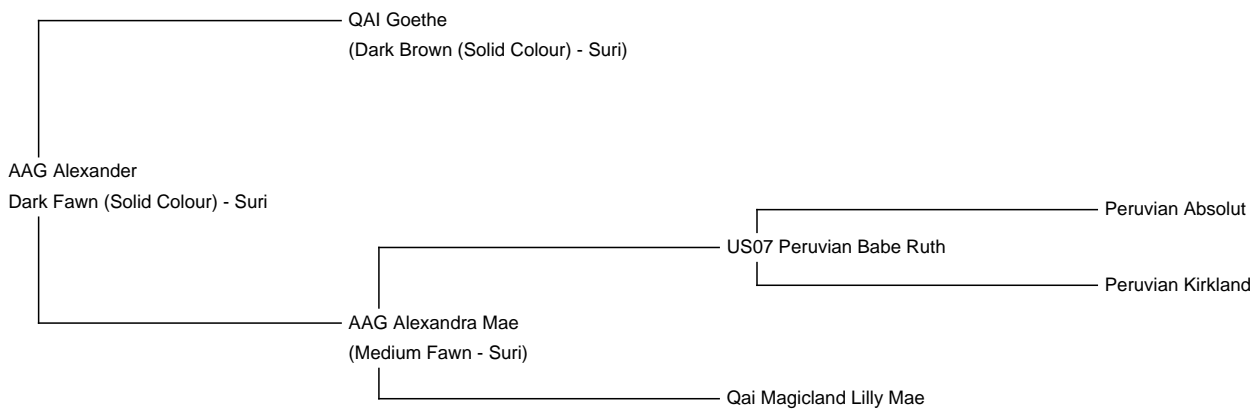 QAI Goethe
(Dark Brown (Solid Colour) - Suri)
AAG Alexander
Dark Fawn (Solid Colour) - Suri
Peruvian Absolut
US07 Peruvian Babe Ruth
Peruvian Kirkland
AAG Alexandra Mae
(Medium Fawn - Suri)
Qai Magicland Lilly Mae